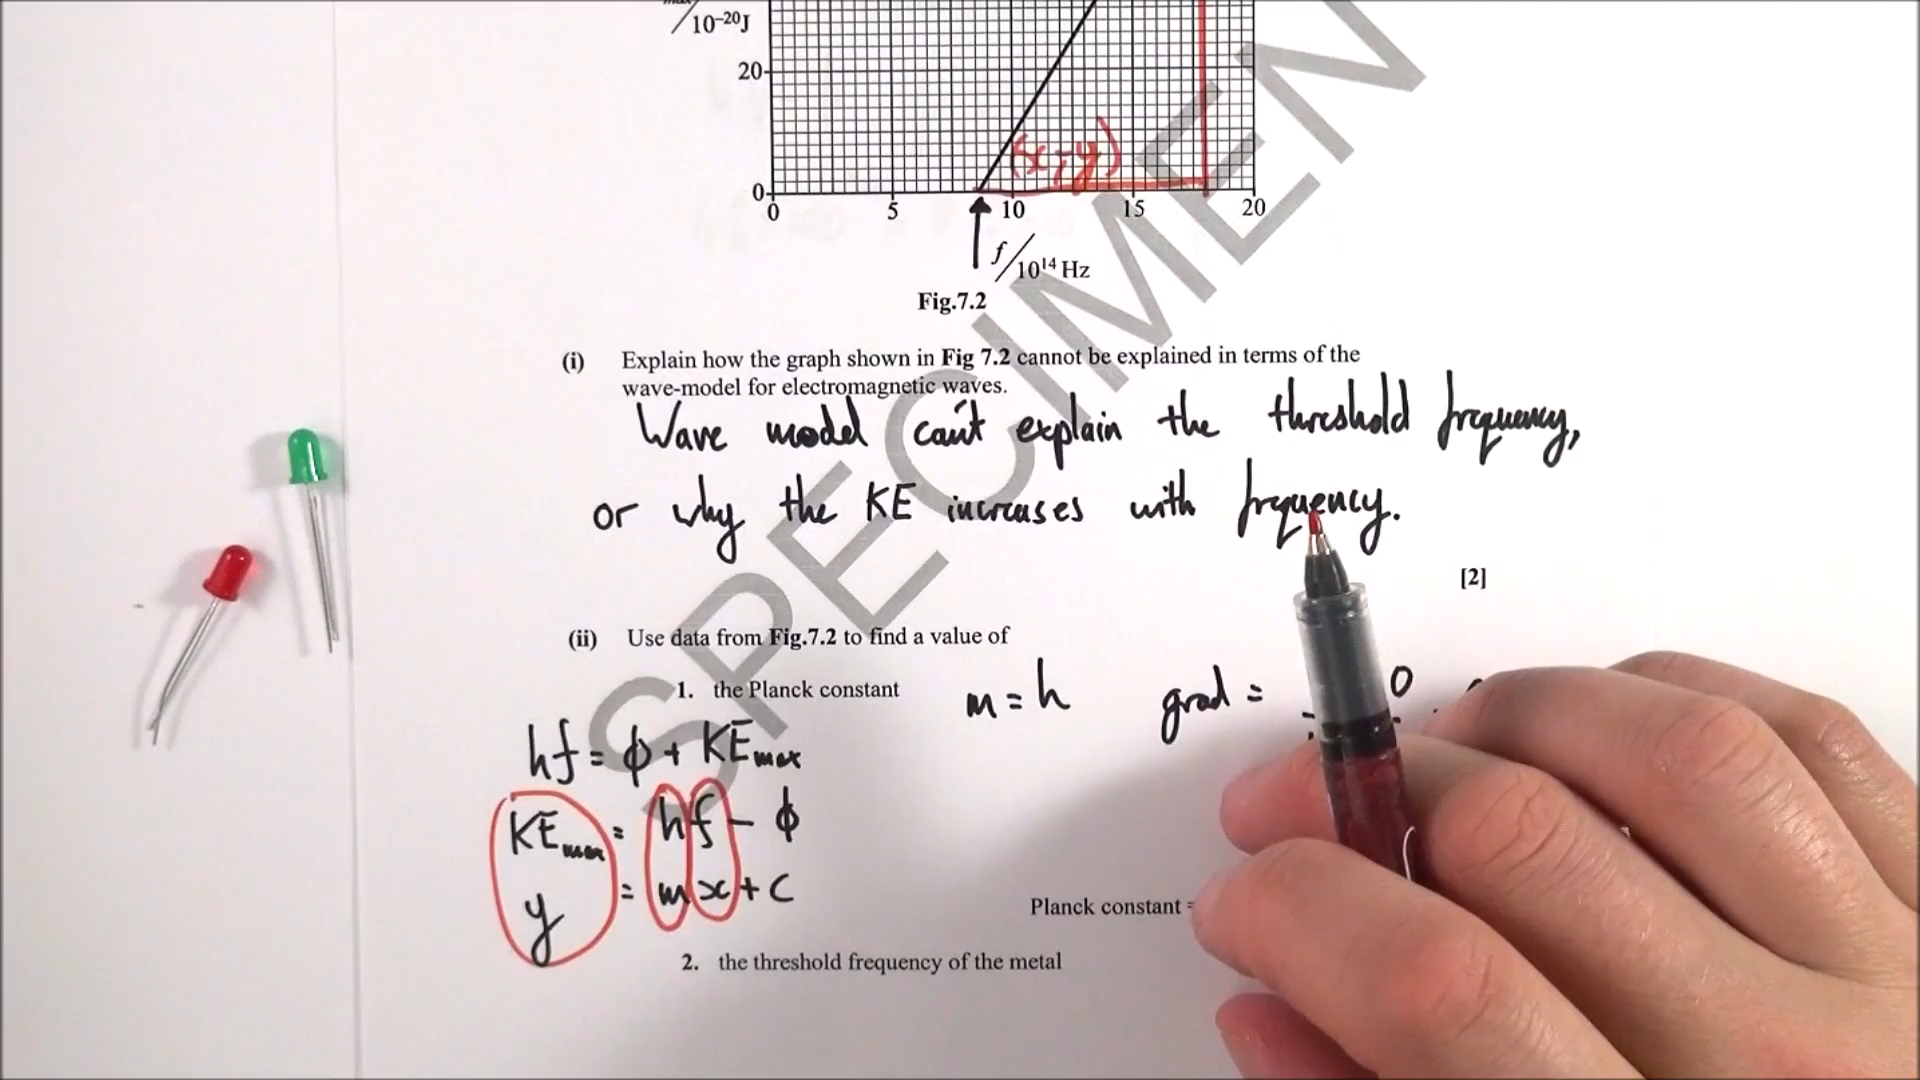 /10⁻²⁰J
20
0
(x, y)
0 5 10 15 20
f/10¹⁴ Hz
Fig.7.2
SPECIMEN
(i) Explain how the graph shown in Fig 7.2 cannot be explained in terms of the
wave-model for electromagnetic waves.
Wave model can't explain the threshold frequency,
or why the KE increases with frequency.
[2]
(ii) Use data from Fig.7.2 to find a value of
1. the Planck constant
m = h grad = 0
hf = ϕ + KEmax
KEmax = hf - ϕ
y = mx + c
Planck constant =
2. the threshold frequency of the metal